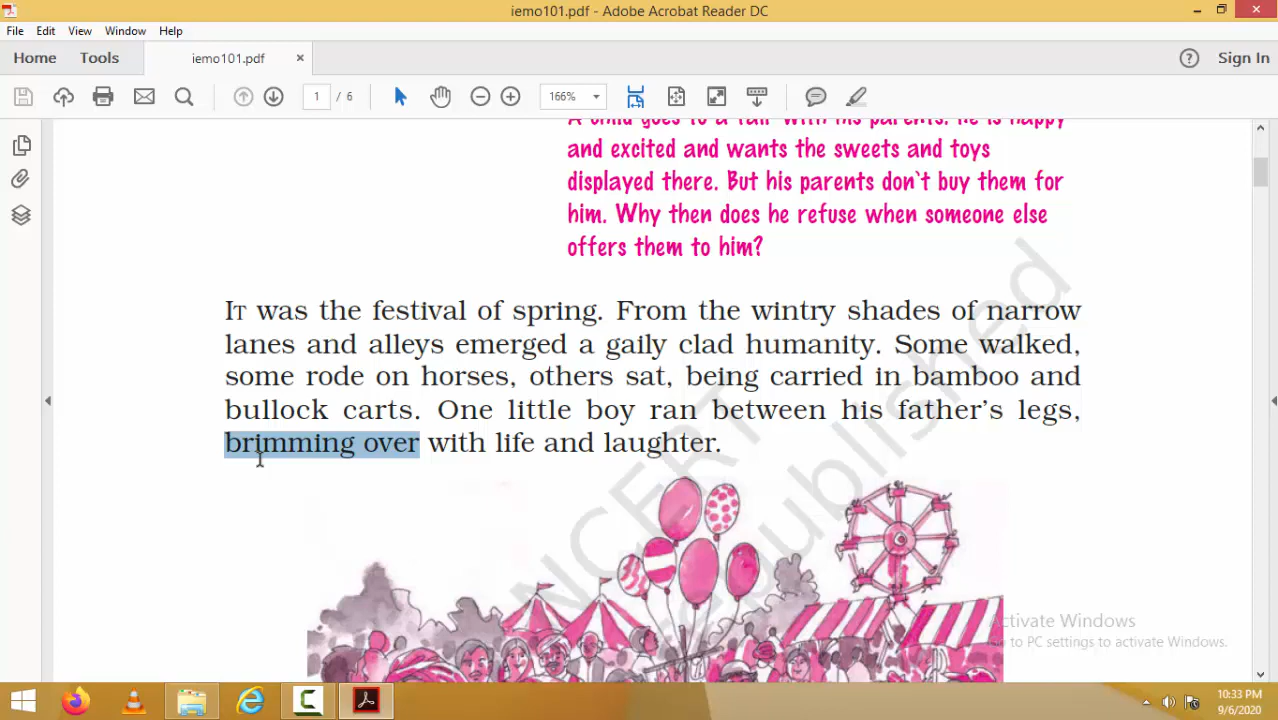 iemo101.pdf - Adobe Acrobat Reader DC
File Edit View Window Help
Home Tools iemo101.pdf × ? Sign In
1 / 6 166%
A child goes to a fair with his parents. He is happy
and excited and wants the sweets and toys
displayed there. But his parents don't buy them for
him. Why then does he refuse when someone else
offers them to him?
IT was the festival of spring. From the wintry shades of narrow
lanes and alleys emerged a gaily clad humanity. Some walked,
some rode on horses, others sat, being carried in bamboo and
bullock carts. One little boy ran between his father's legs,
brimming over with life and laughter.
NCERT
republished
Activate Windows
Go to PC settings to activate Windows.
10:33 PM
9/6/2020